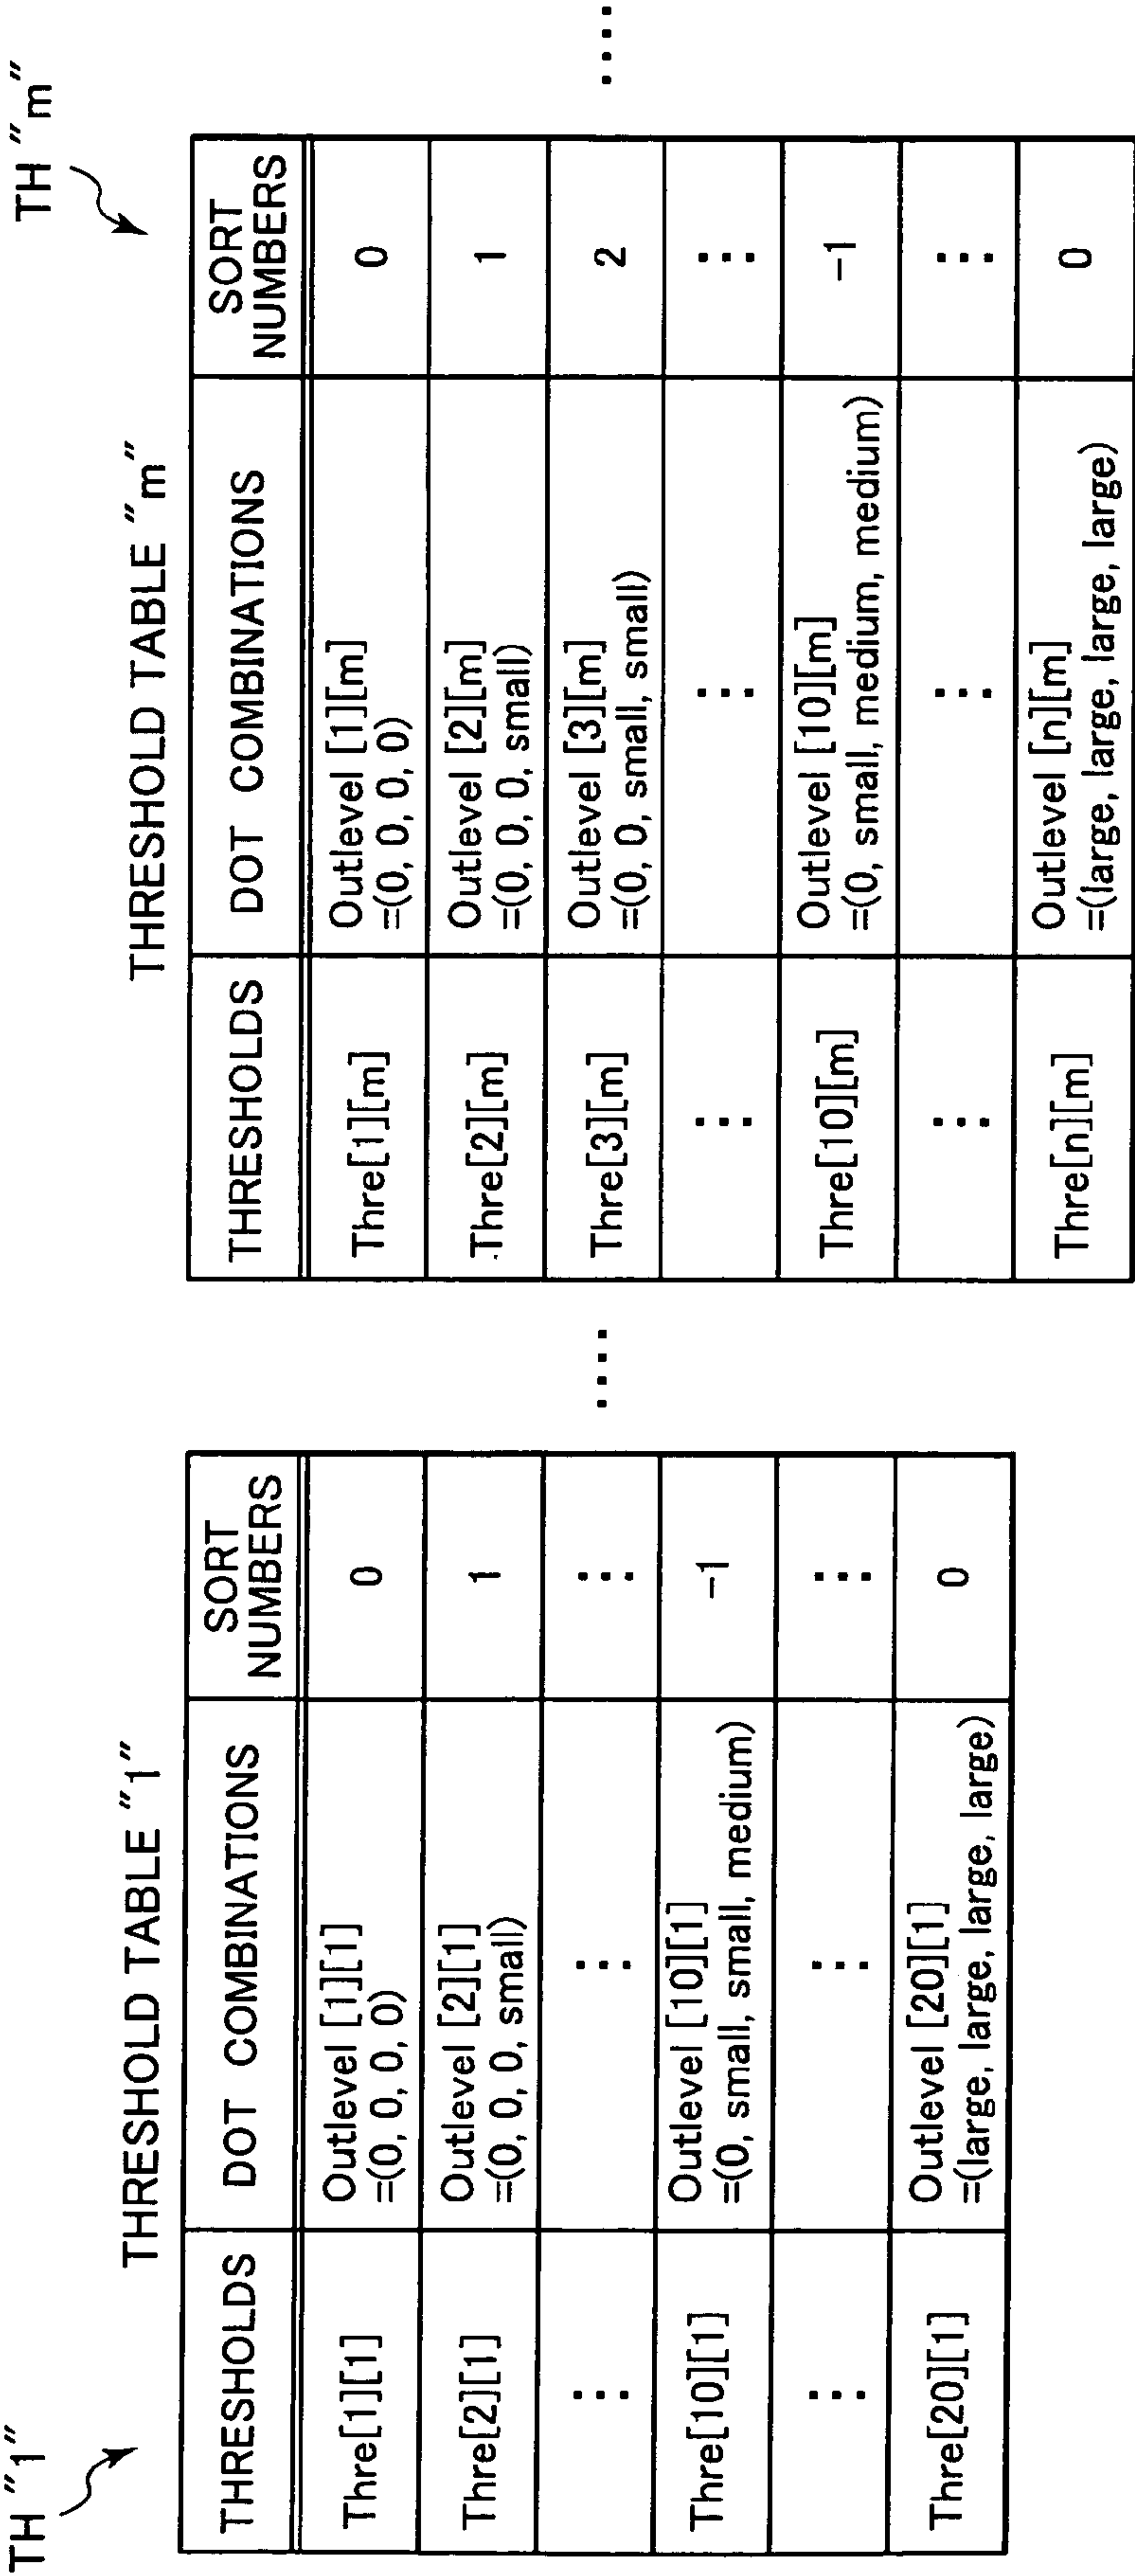 TH "1"
THRESHOLD TABLE "1"
THRESHOLDS DOT COMBINATIONS SORT NUMBERS
Thre[1][1] Outlevel [1][1] 0
=(0, 0, 0, 0)
Thre[2][1] Outlevel [2][1] 1
=(0, 0, 0, small)
⋮ ⋮ ⋮
Thre[10][1] Outlevel [10][1] -1
=(0, small, small, medium)
⋮ ⋮ ⋮
Thre[20][1] Outlevel [20][1] 0
=(large, large, large, large)
....
TH "m"
THRESHOLD TABLE "m"
THRESHOLDS DOT COMBINATIONS SORT NUMBERS
Thre[1][m] Outlevel [1][m] 0
=(0, 0, 0, 0)
Thre[2][m] Outlevel [2][m] 1
=(0, 0, 0, small)
Thre[3][m] Outlevel [3][m] 2
=(0, 0, small, small)
⋮ ⋮ ⋮
Thre[10][m] Outlevel [10][m] -1
=(0, small, medium, medium)
⋮ ⋮ ⋮
Thre[n][m] Outlevel [n][m] 0
=(large, large, large, large)
....